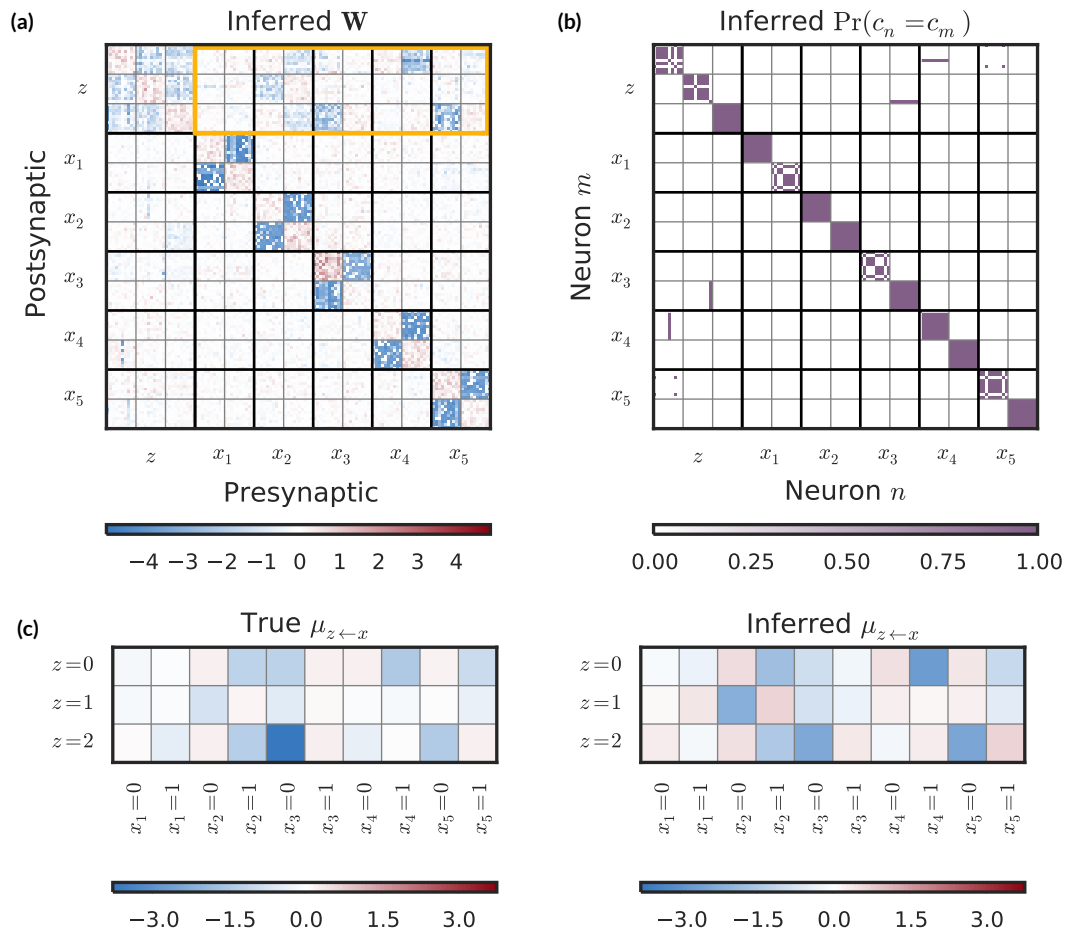 (a)
Inferred W
z
x₁
x₂
x₃
x₄
x₅
Postsynaptic
z x₁ x₂ x₃ x₄ x₅
Presynaptic
−4 −3 −2 −1 0 1 2 3 4
(b)
Inferred Pr(cₙ=cₘ)
z
x₁
x₂
x₃
x₄
x₅
Neuron m
z x₁ x₂ x₃ x₄ x₅
Neuron n
0.00 0.25 0.50 0.75 1.00
(c)
True μ_{z←x}
z=0
z=1
z=2
x₁=0 x₁=1 x₂=0 x₂=1 x₃=0 x₃=1 x₄=0 x₄=1 x₅=0 x₅=1
−3.0 −1.5 0.0 1.5 3.0
Inferred μ_{z←x}
z=0
z=1
z=2
x₁=0 x₁=1 x₂=0 x₂=1 x₃=0 x₃=1 x₄=0 x₄=1 x₅=0 x₅=1
−3.0 −1.5 0.0 1.5 3.0